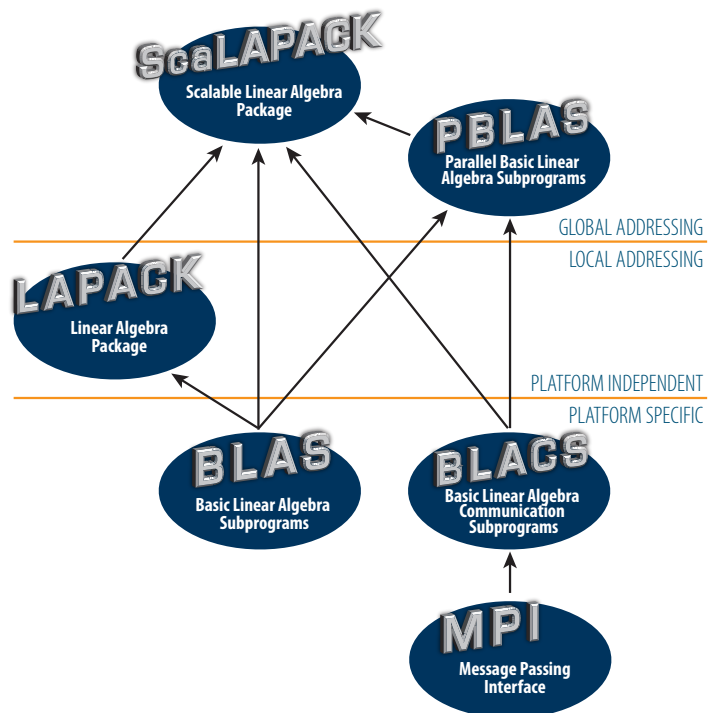 ScaLAPACK
Scalable Linear Algebra
Package
PBLAS
Parallel Basic Linear
Algebra Subprograms
GLOBAL ADDRESSING
LOCAL ADDRESSING
LAPACK
Linear Algebra
Package
PLATFORM INDEPENDENT
PLATFORM SPECIFIC
BLAS
Basic Linear Algebra
Subprograms
BLACS
Basic Linear Algebra
Communication
Subprograms
MPI
Message Passing
Interface